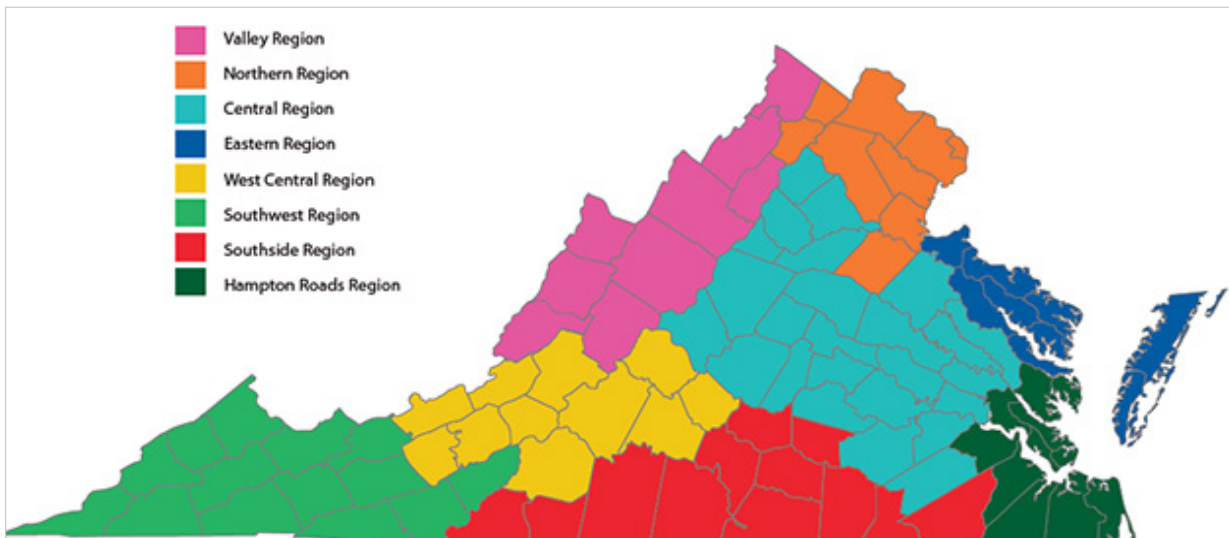 Valley Region
Northern Region
Central Region
Eastern Region
West Central Region
Southwest Region
Southside Region
Hampton Roads Region